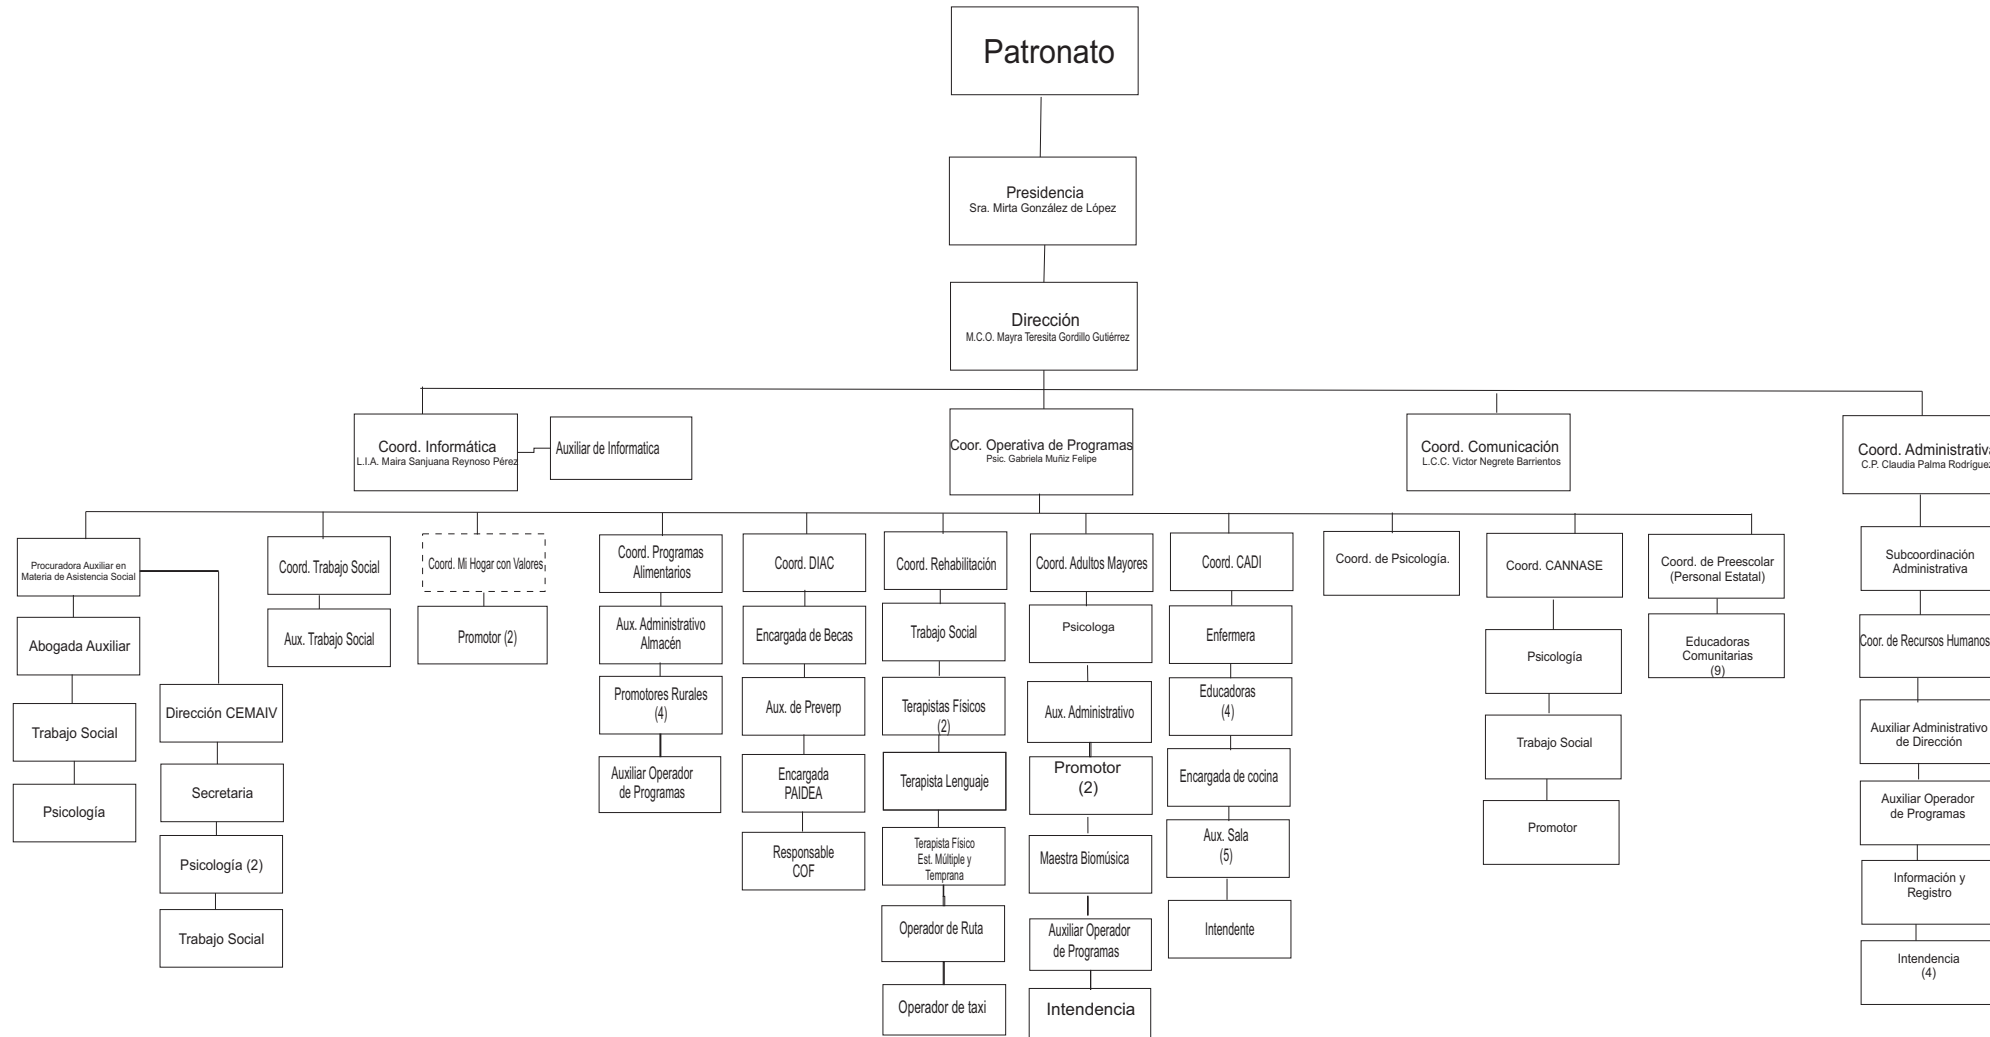 Patronato
Presidencia
Sra. Mirta González de López
Dirección
M.C.O. Mayra Teresita Gordillo Gutiérrez
Coord. Informática
L.I.A. Maira Sanjuana Reynoso Pérez
Auxiliar de Informatica
Coor. Operativa de Programas
Psic. Gabriela Muñiz Felipe
Coord. Comunicación
L.C.C. Victor Negrete Barrientos
Coord. Administrativa
C.P. Claudia Palma Rodríguez
Procuradora Auxiliar en
Materia de Asistencia Social
Abogada Auxiliar
Trabajo Social
Psicología
Dirección CEMAIV
Secretaria
Psicología (2)
Trabajo Social
Coord. Trabajo Social
Aux. Trabajo Social
Coord. Mi Hogar con Valores
Promotor (2)
Coord. Programas
Alimentarios
Aux. Administrativo
Almacén
Promotores Rurales
(4)
Auxiliar Operador
de Programas
Coord. DIAC
Encargada de Becas
Aux. de Preverp
Encargada
PAIDEA
Responsable
COF
Coord. Rehabilitación
Trabajo Social
Terapistas Físicos
(2)
Terapista Lenguaje
Terapista Físico
Est. Múltiple y
Temprana
Operador de Ruta
Operador de taxi
Coord. Adultos Mayores
Psicologa
Aux. Administrativo
Promotor
(2)
Maestra Biomúsica
Auxiliar Operador
de Programas
Intendencia
Coord. CADI
Enfermera
Educadoras
(4)
Encargada de cocina
Aux. Sala
(5)
Intendente
Coord. de Psicología.
Coord. CANNASE
Psicología
Trabajo Social
Promotor
Coord. de Preescolar
(Personal Estatal)
Educadoras
Comunitarias
(9)
Subcoordinación
Administrativa
Coor. de Recursos Humanos
Auxiliar Administrativo
de Dirección
Auxiliar Operador
de Programas
Información y
Registro
Intendencia
(4)